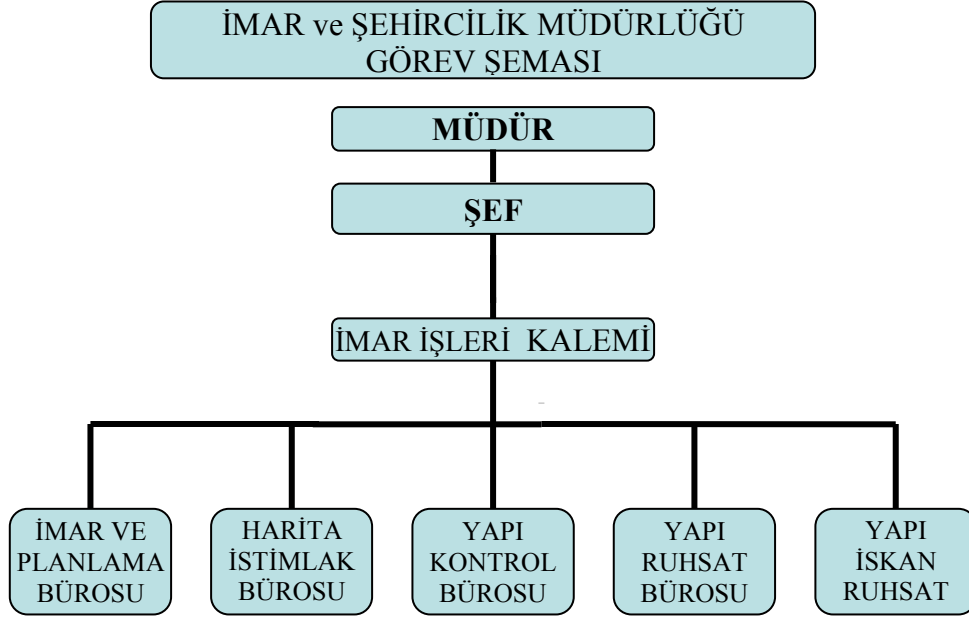 İMAR ve ŞEHİRCİLİK MÜDÜRLÜĞÜ
GÖREV ŞEMASI
MÜDÜR
ŞEF
İMAR İŞLERİ KALEMİ
İMAR VE
PLANLAMA
BÜROSU
HARİTA
İSTİMLAK
BÜROSU
YAPI
KONTROL
BÜROSU
YAPI
RUHSAT
BÜROSU
YAPI
İSKAN
RUHSAT